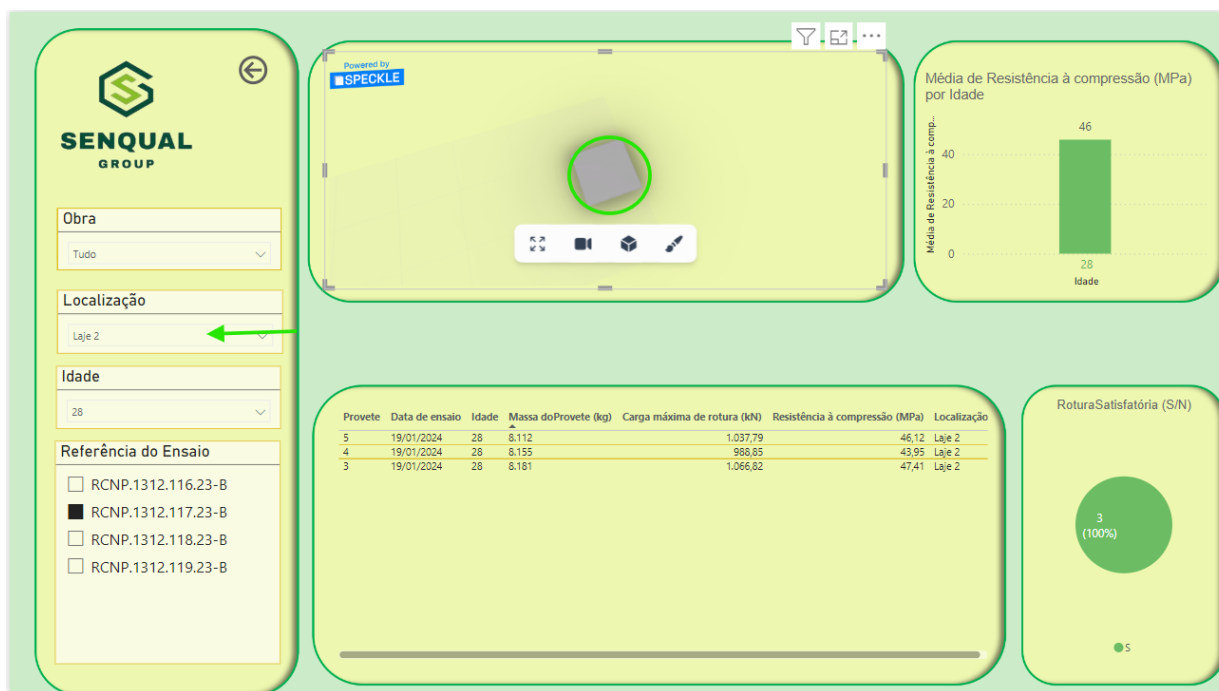 SENQUAL
GROUP
Obra
Tudo
Localização
Laje 2
Idade
28
Referência do Ensaio
RCNP.1312.116.23-B
RCNP.1312.117.23-B
RCNP.1312.118.23-B
RCNP.1312.119.23-B
Powered by
SPECKLE
Média de Resistência à compressão (MPa)
por Idade
Média de Resistência à comp...
46
40
20
0
28
Idade
Provete Data de ensaio Idade Massa doProvete (kg) Carga máxima de rotura (kN) Resistência à compressão (MPa) Localização
5 19/01/2024 28 8.112 1.037,79 46,12 Laje 2
4 19/01/2024 28 8.155 988,85 43,95 Laje 2
3 19/01/2024 28 8.181 1.066,82 47,41 Laje 2
RoturaSatisfatória (S/N)
3
(100%)
S